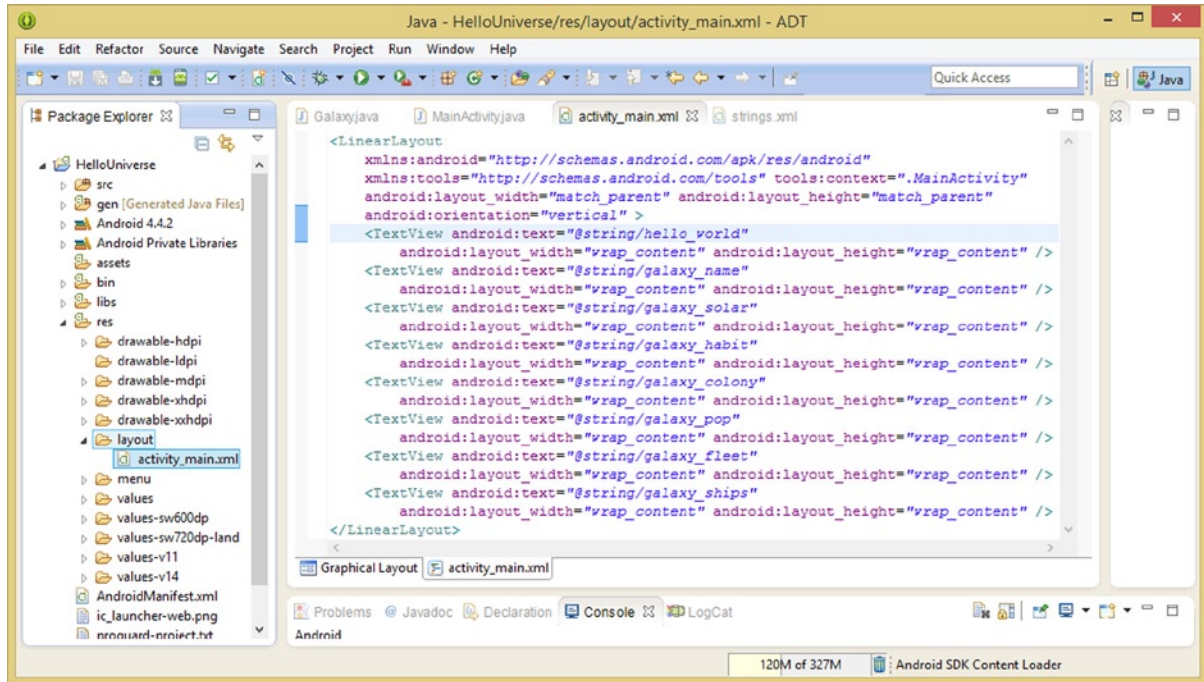 Java - HelloUniverse/res/layout/activity_main.xml - ADT
File Edit Refactor Source Navigate Search Project Run Window Help
Quick Access
Java
Package Explorer
HelloUniverse
src
gen [Generated Java Files]
Android 4.4.2
Android Private Libraries
assets
bin
libs
res
drawable-hdpi
drawable-ldpi
drawable-mdpi
drawable-xhdpi
drawable-xxhdpi
layout
activity_main.xml
menu
values
values-sw600dp
values-sw720dp-land
values-v11
values-v14
AndroidManifest.xml
ic_launcher-web.png
proguard-project.txt
Galaxy.java MainActivity.java activity_main.xml strings.xml
<LinearLayout
xmlns:android="http://schemas.android.com/apk/res/android"
xmlns:tools="http://schemas.android.com/tools" tools:context=".MainActivity"
android:layout_width="match_parent" android:layout_height="match_parent"
android:orientation="vertical" >
<TextView android:text="@string/hello_world"
android:layout_width="wrap_content" android:layout_height="wrap_content" />
<TextView android:text="@string/galaxy_name"
android:layout_width="wrap_content" android:layout_height="wrap_content" />
<TextView android:text="@string/galaxy_solar"
android:layout_width="wrap_content" android:layout_height="wrap_content" />
<TextView android:text="@string/galaxy_habit"
android:layout_width="wrap_content" android:layout_height="wrap_content" />
<TextView android:text="@string/galaxy_colony"
android:layout_width="wrap_content" android:layout_height="wrap_content" />
<TextView android:text="@string/galaxy_pop"
android:layout_width="wrap_content" android:layout_height="wrap_content" />
<TextView android:text="@string/galaxy_fleet"
android:layout_width="wrap_content" android:layout_height="wrap_content" />
<TextView android:text="@string/galaxy_ships"
android:layout_width="wrap_content" android:layout_height="wrap_content" />
</LinearLayout>
Graphical Layout activity_main.xml
Problems @ Javadoc Declaration Console LogCat
Android
120M of 327M Android SDK Content Loader